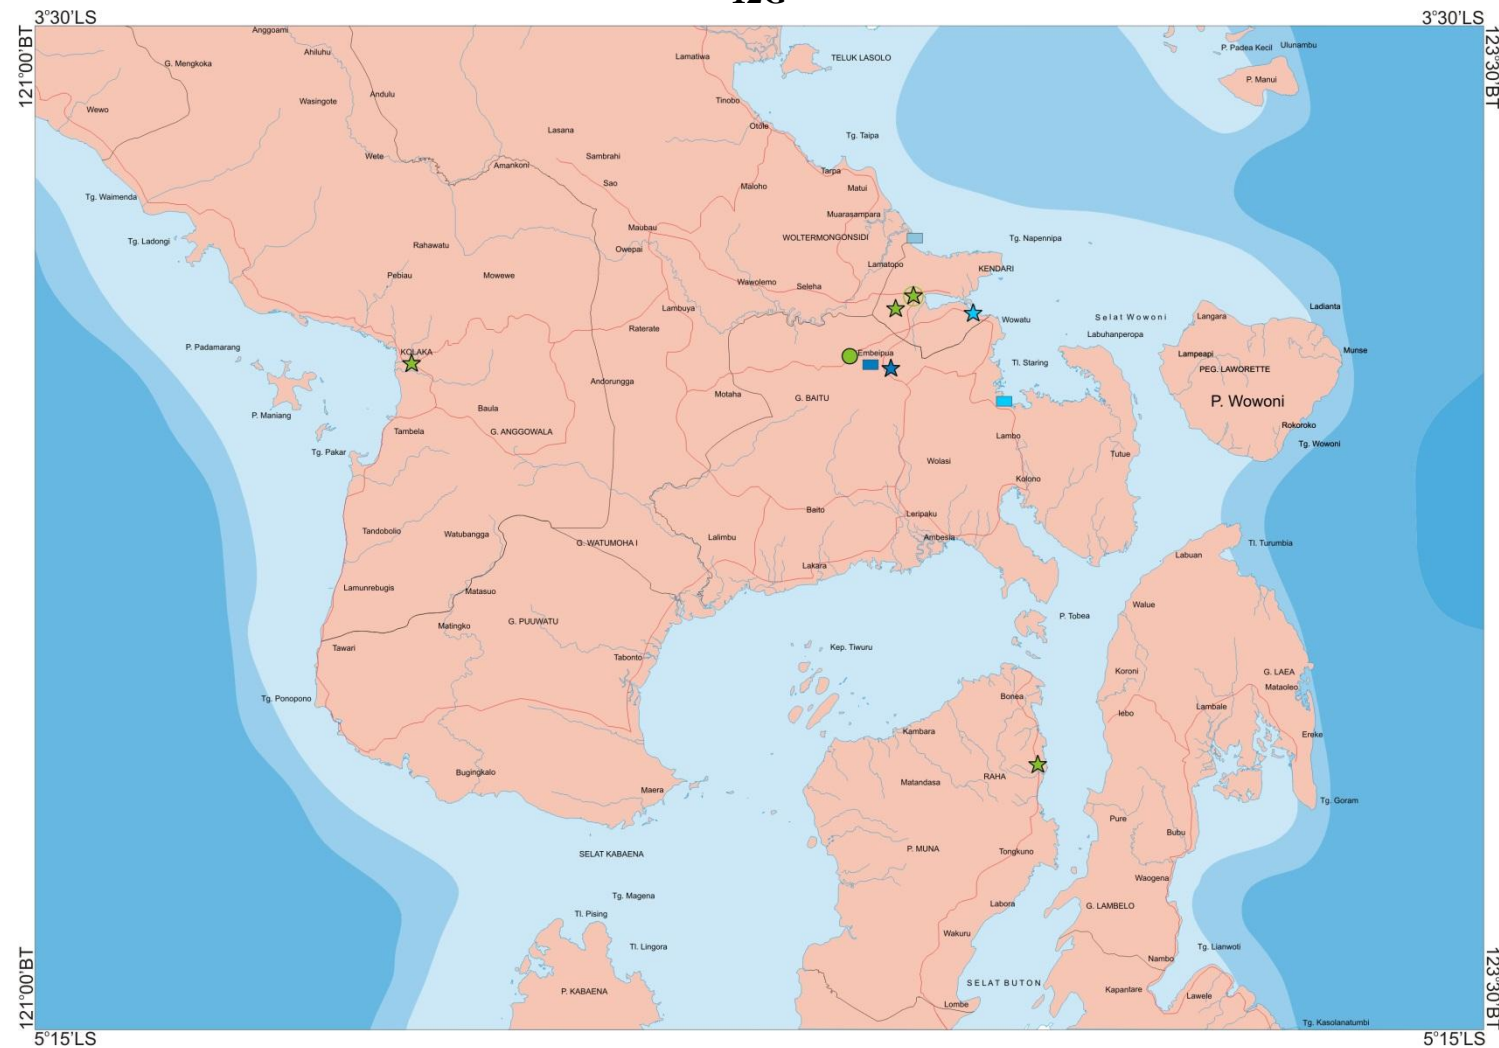 12G
3°30'LS
3°30'LS
121°00'BT
123°30'BT
Anggoami
Ahiluhu
G. Mengkoka
Lamatiwa
TELUK LASOLO
P. Padea Kecil
Ulunambu
P. Manui
Wewo
Wasingote
Andulu
Tinobo
Otole
Lasana
Tg. Taipa
Wete
Amankoni
Sambrahi
Sao
Maloho
Tarpa
Matui
Tg. Waimenda
Muarasampara
Maubau
WOLTERMONGONSIDI
Tg. Napennipa
Tg. Ladongi
Rahawatu
Owepai
Pebiau
Mowewe
Lamatopo
KENDARI
Wawolemo
Seleha
Lambuya
Ladianta
Selat Wowoni
Langara
Wowatu
Raterate
Labuhanperopa
P. Padamarang
KOLAKA
Embeipua
Lampeapi
Munse
Tl. Staring
PEG. LAWORETTE
Andorungga
Motaha
G. BAITU
P. Wowoni
P. Maniang
Baula
Tambela
G. ANGGOWALA
Rokoroko
Lambo
Tg. Wowoni
Tg. Pakar
Wolasi
Tutue
Kolono
Baito
Leripaku
Tandobolio
Watubangga
G. WATUMOHA I
Lalimbu
Ambesia
Tl. Turumbia
Labuan
Lakara
Lamunrebugis
Matasuo
Walue
P. Tobea
Matingko
G. PUUWATU
Tawari
Kep. Tiwuru
Tabonto
Koroni
G. LAEA
Mataoleo
Tg. Ponopono
Bonea
Lambale
Iebo
Kambara
Ereke
Bugingkalo
RAHA
Matandasa
Maera
Tg. Goram
Pure
Bubu
P. MUNA
SELAT KABAENA
Tongkuno
Waogena
Tg. Magena
Labora
G. LAMBELO
Tl. Pising
Wakuru
Tl. Lingora
Tg. Lianwoti
Nambo
SELAT BUTON
P. KABAENA
Kapantare
Lawele
Lombe
Tg. Kasolanatumbi
121°00'BT
123°30'BT
5°15'LS
5°15'LS